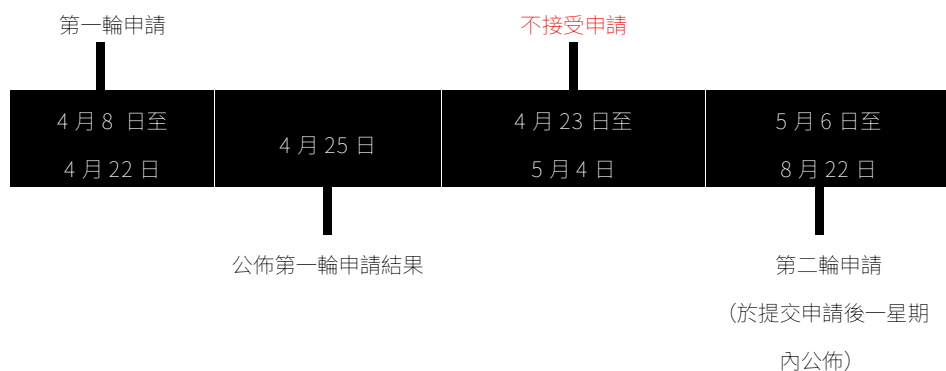 第一輪申請
不接受申請
4 月 8 日至
4 月 22 日
4 月 25 日
4 月 23 日至
5 月 4 日
5 月 6 日至
8 月 22 日
公佈第一輪申請結果
第二輪申請
（於提交申請後一星期
內公佈）